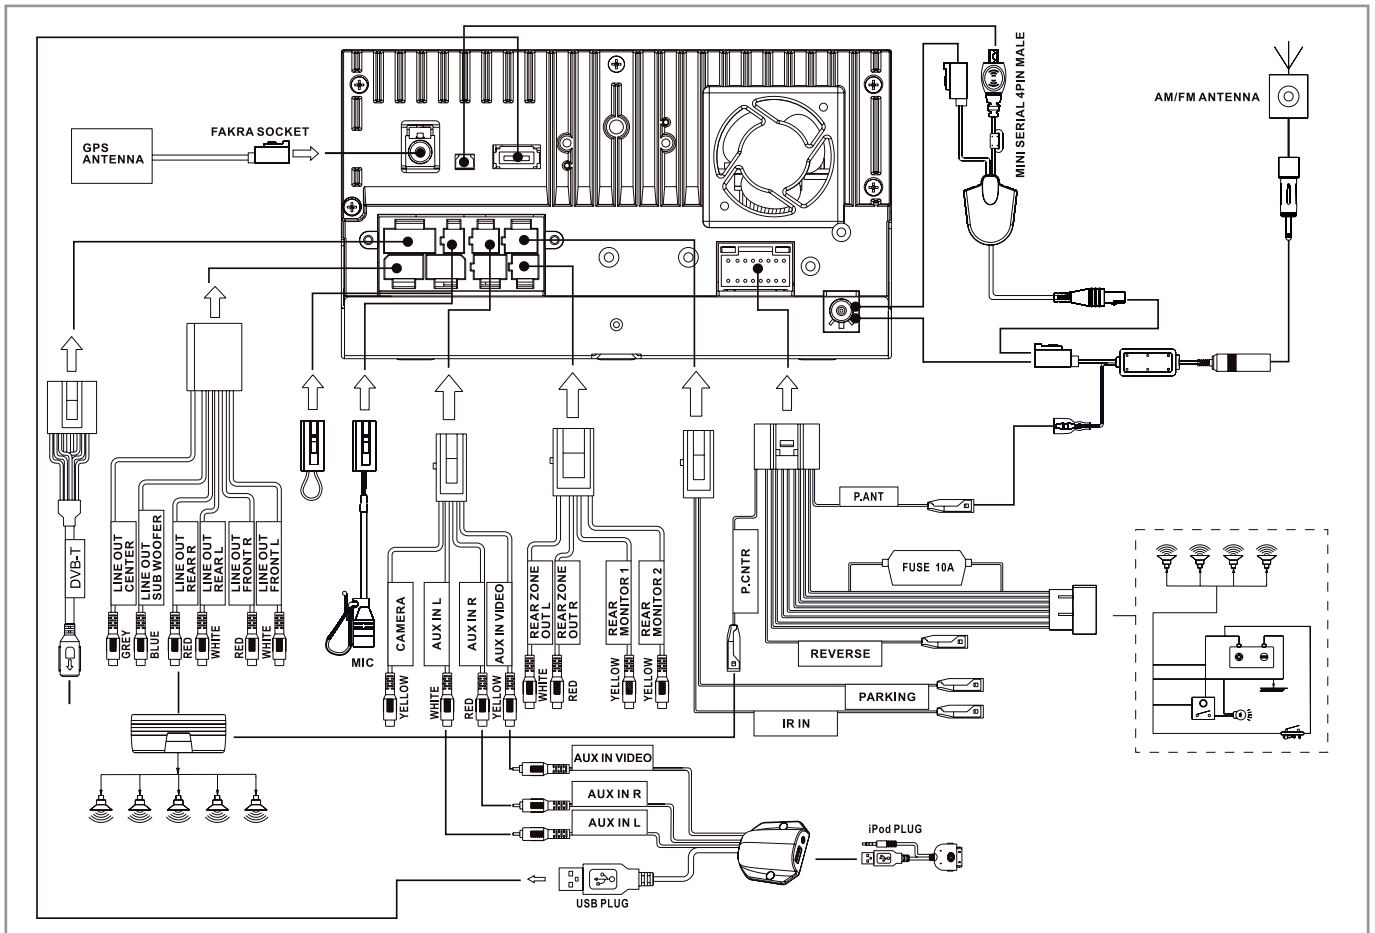 MINI SERIAL 4PIN MALE
AM/FM ANTENNA
FAKRA SOCKET
GPS
ANTENNA
P.ANT
P.CNTR
FUSE 10A
DVB-T
LINE OUT
CENTER
LINE OUT
SUB WOOFER
LINE OUT
REAR R
LINE OUT
REAR L
LINE OUT
FRONT R
LINE OUT
FRONT L
GREY
BLUE
RED
WHITE
RED
WHITE
MIC
CAMERA
AUX IN L
AUX IN R
AUX IN VIDEO
YELLOW
WHITE
RED
YELLOW
REAR ZONE
OUT L
REAR ZONE
OUT R
REAR
MONITOR 1
REAR
MONITOR 2
WHITE
RED
YELLOW
YELLOW
REVERSE
PARKING
IR IN
AUX IN VIDEO
AUX IN R
AUX IN L
iPod PLUG
USB PLUG